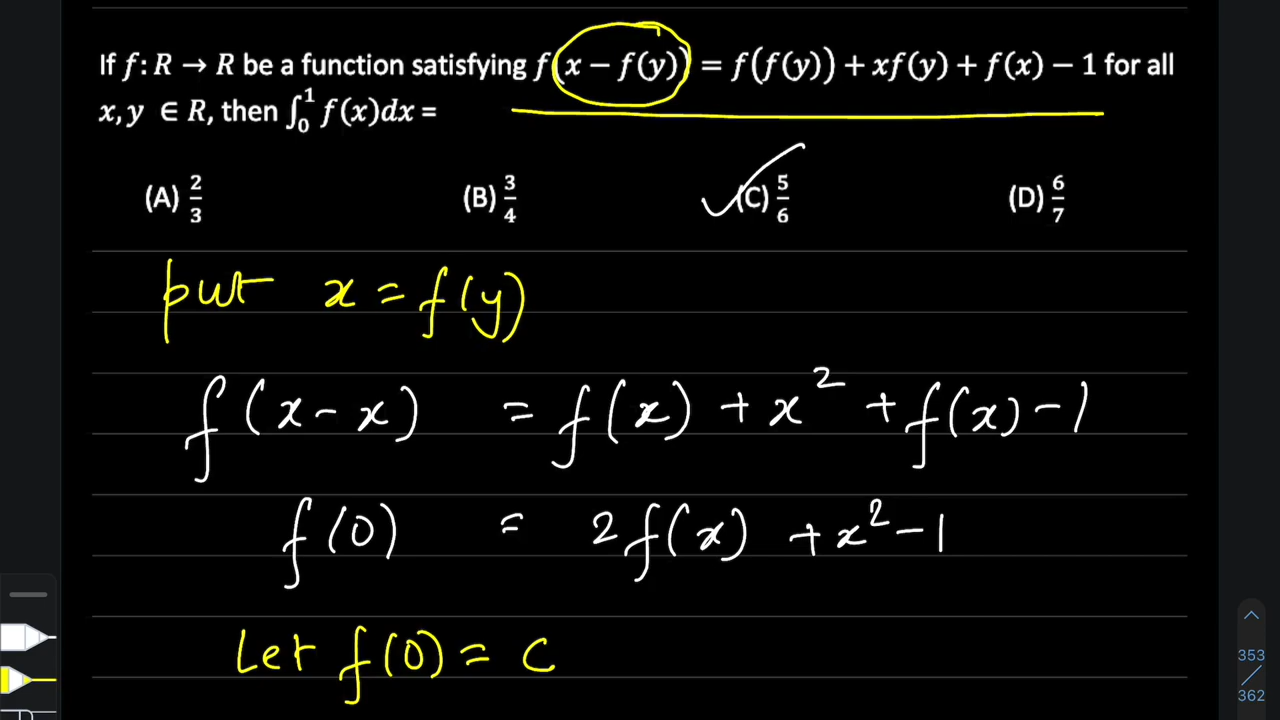 If f: R → R be a function satisfying f(x − f(y)) = f(f(y)) + xf(y) + f(x) − 1 for all
x, y ∈ R, then ∫₀¹ f(x)dx =
(A) 2/3 (B) 3/4 (C) 5/6 (D) 6/7
put x = f(y)
f(x-x) = f(x) + x² + f(x) - 1
f(0) = 2f(x) + x² - 1
Let f(0) = C
353
/
362